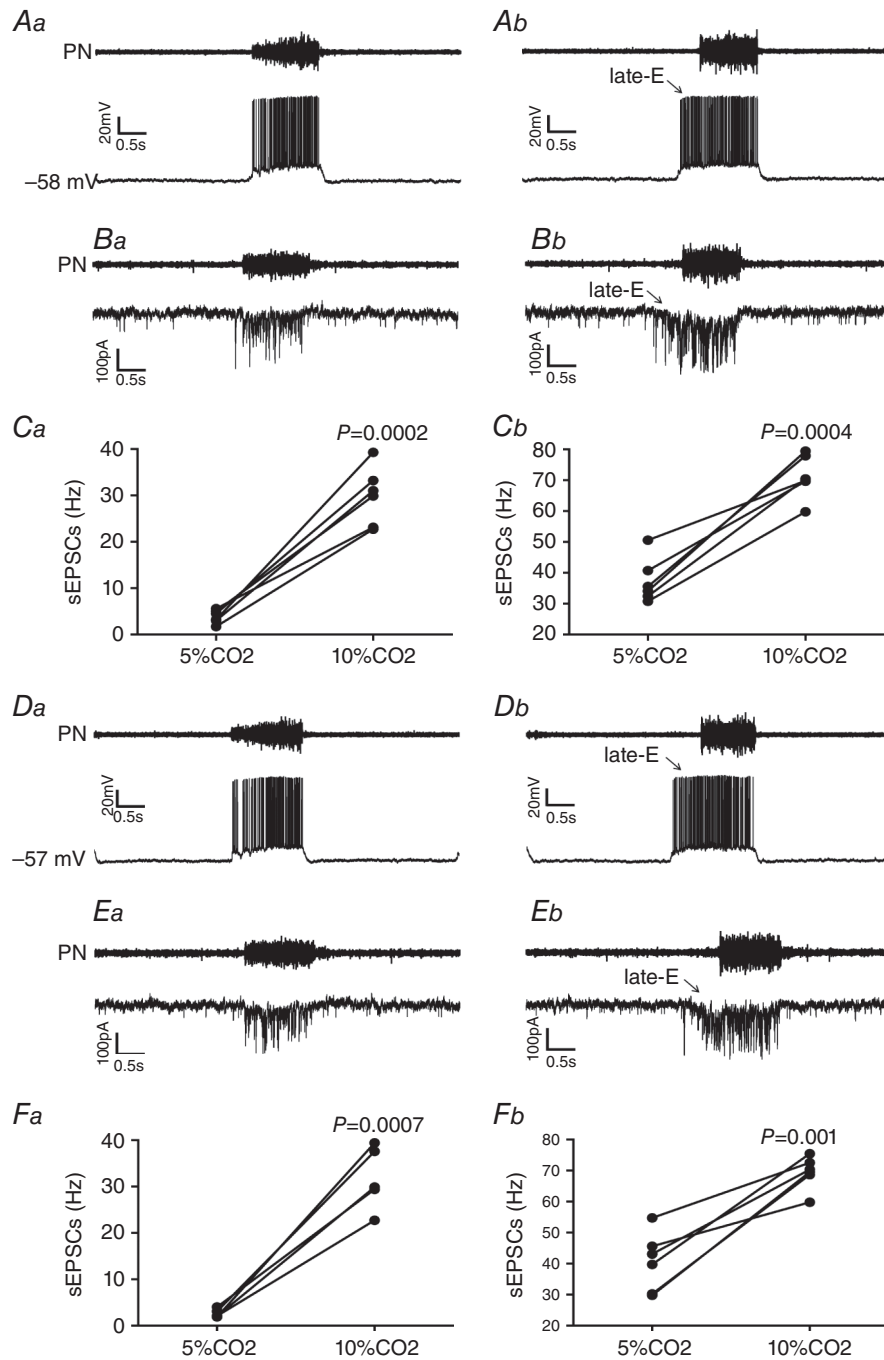 Aa
Ab
PN
late-E
20mV
0.5s
20mV
0.5s
–58 mV
Ba
Bb
PN
late-E
100pA
0.5s
100pA
0.5s
Ca
Cb
P=0.0002
P=0.0004
sEPSCs (Hz)
40
30
20
10
0
5%CO2
10%CO2
sEPSCs (Hz)
80
70
60
50
40
30
20
5%CO2
10%CO2
Da
Db
PN
late-E
20mV
0.5s
20mV
0.5s
–57 mV
Ea
Eb
PN
late-E
100pA
0.5s
100pA
0.5s
Fa
Fb
P=0.0007
P=0.001
sEPSCs (Hz)
40
30
20
10
0
5%CO2
10%CO2
sEPSCs (Hz)
80
70
60
50
40
30
20
5%CO2
10%CO2